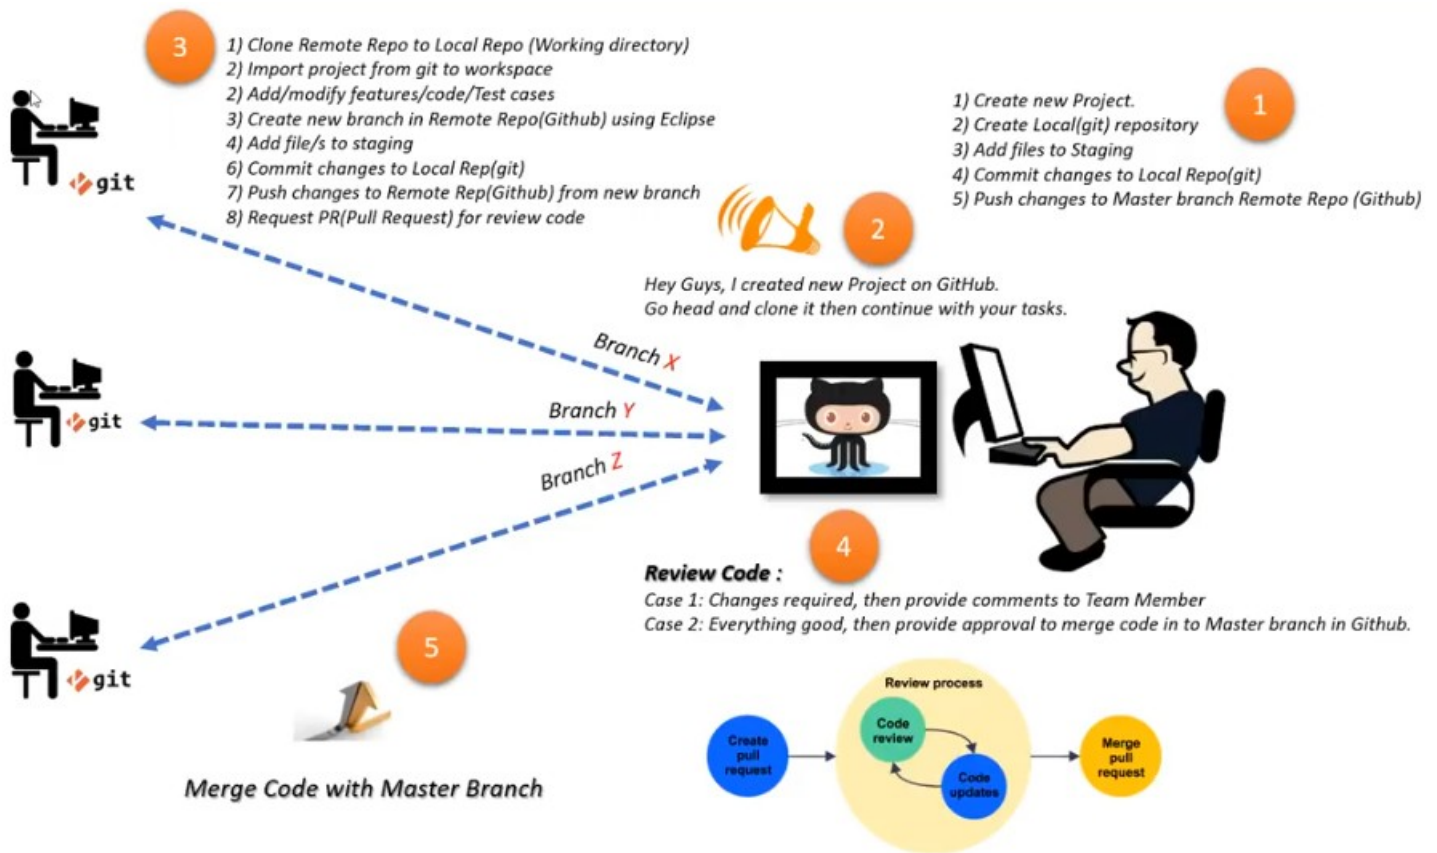 3
1) Clone Remote Repo to Local Repo (Working directory)
2) Import project from git to workspace
2) Add/modify features/code/Test cases
3) Create new branch in Remote Repo(Github) using Eclipse
4) Add file/s to staging
6) Commit changes to Local Rep(git)
7) Push changes to Remote Rep(Github) from new branch
8) Request PR(Pull Request) for review code
1
1) Create new Project.
2) Create Local(git) repository
3) Add files to Staging
4) Commit changes to Local Repo(git)
5) Push changes to Master branch Remote Repo (Github)
git
2
Hey Guys, I created new Project on GitHub.
Go head and clone it then continue with your tasks.
Branch X
Branch Y
Branch Z
git
4
Review Code :
Case 1: Changes required, then provide comments to Team Member
Case 2: Everything good, then provide approval to merge code in to Master branch in Github.
git
5
Merge Code with Master Branch
Create
pull
request
Review process
Code
review
Code
updates
Merge
pull
request